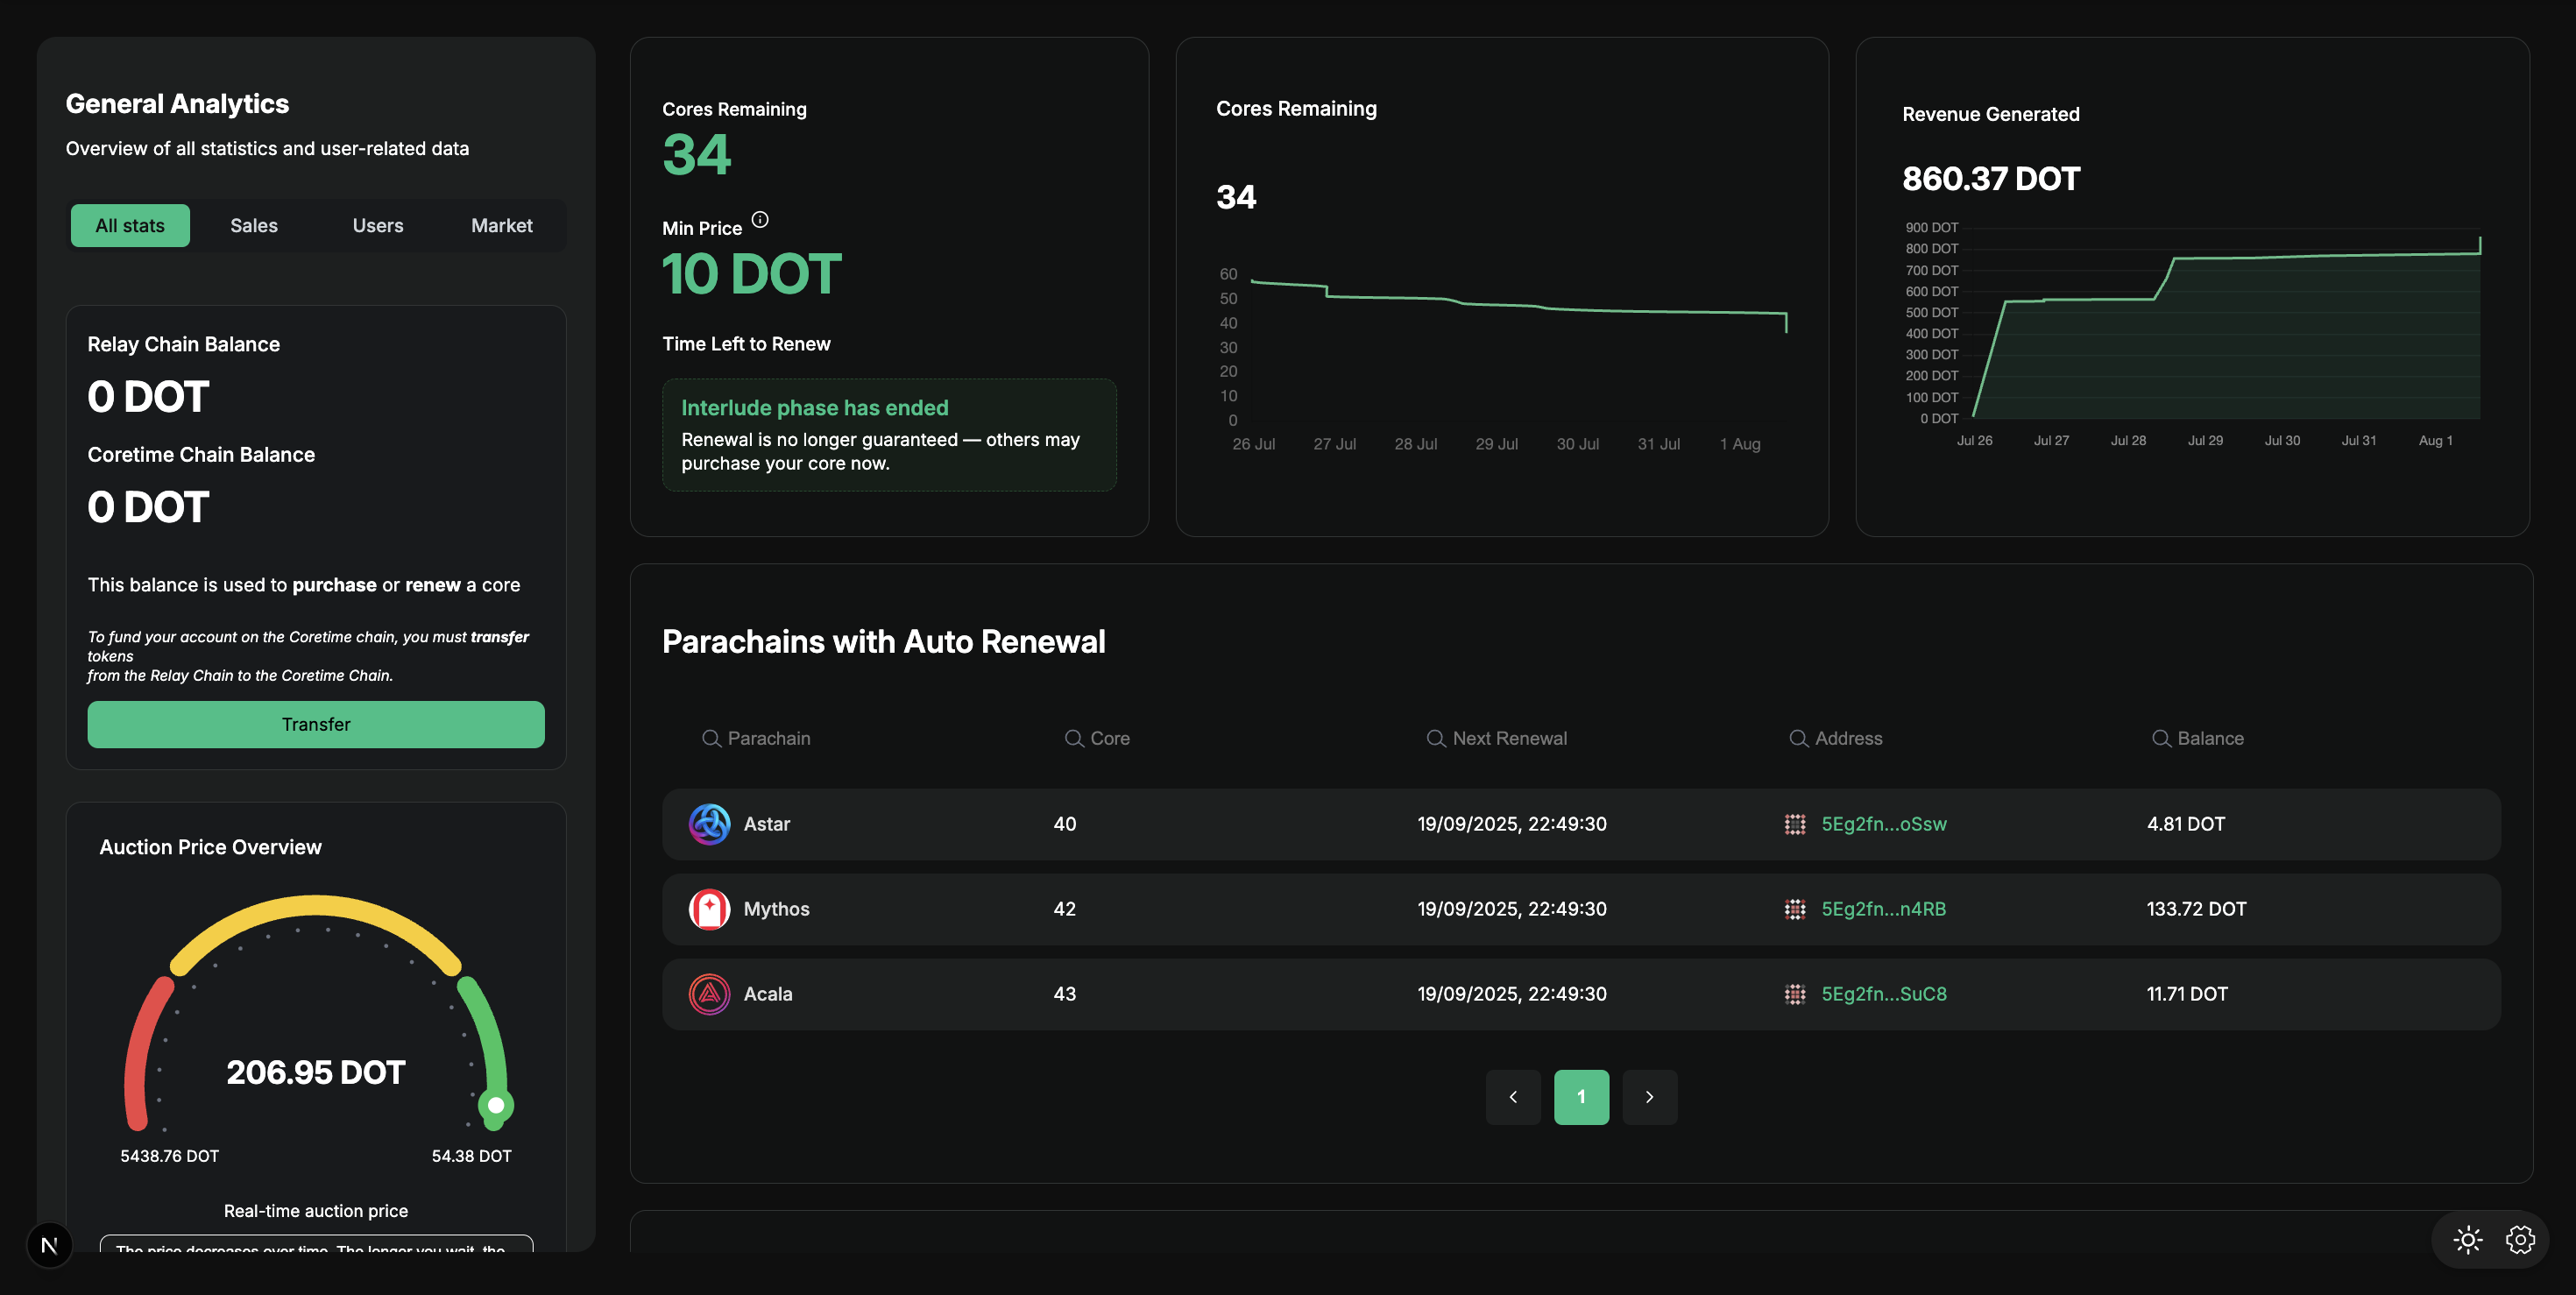 General Analytics
Overview of all statistics and user-related data
All stats
Sales
Users
Market
Relay Chain Balance
0 DOT
Coretime Chain Balance
0 DOT
This balance is used to purchase or renew a core
To fund your account on the Coretime chain, you must transfer
tokens
from the Relay Chain to the Coretime Chain.
Transfer
Auction Price Overview
206.95 DOT
5438.76 DOT
54.38 DOT
Real-time auction price
The price decreases over time. The longer you wait, the
N
Cores Remaining
34
Min Price
10 DOT
Time Left to Renew
Interlude phase has ended
Renewal is no longer guaranteed — others may
purchase your core now.
Cores Remaining
34
60
50
40
30
20
10
0
26 Jul
27 Jul
28 Jul
29 Jul
30 Jul
31 Jul
1 Aug
Revenue Generated
860.37 DOT
900 DOT
800 DOT
700 DOT
600 DOT
500 DOT
400 DOT
300 DOT
200 DOT
100 DOT
0 DOT
Jul 26
Jul 27
Jul 28
Jul 29
Jul 30
Jul 31
Aug 1
Parachains with Auto Renewal
Parachain Core Next Renewal Address Balance
Astar 40 19/09/2025, 22:49:30 5Eg2fn...oSsw 4.81 DOT
Mythos 42 19/09/2025, 22:49:30 5Eg2fn...n4RB 133.72 DOT
Acala 43 19/09/2025, 22:49:30 5Eg2fn...SuC8 11.71 DOT
1